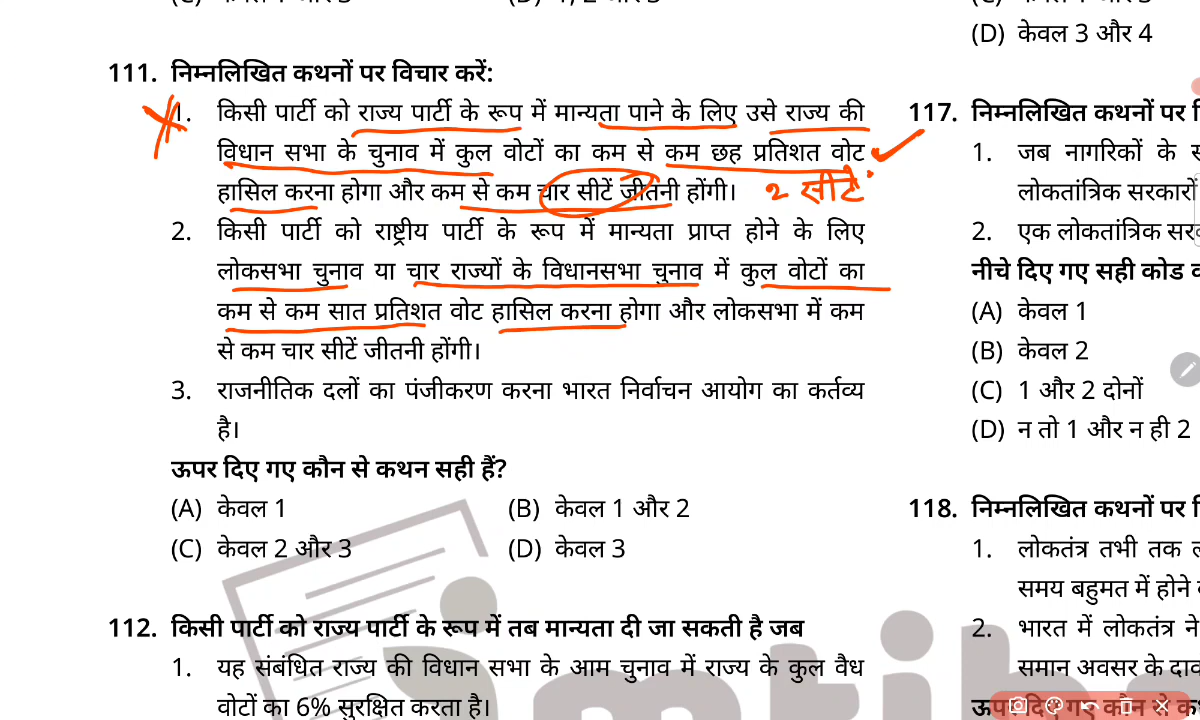 (D) केवल 3 और 4
111. निम्नलिखित कथनों पर विचार करें:
1. किसी पार्टी को राज्य पार्टी के रूप में मान्यता पाने के लिए उसे राज्य की
विधान सभा के चुनाव में कुल वोटों का कम से कम छह प्रतिशत वोट
हासिल करना होगा और कम से कम चार सीटें जीतनी होंगी।
2 सीटें
2. किसी पार्टी को राष्ट्रीय पार्टी के रूप में मान्यता प्राप्त होने के लिए
लोकसभा चुनाव या चार राज्यों के विधानसभा चुनाव में कुल वोटों का
कम से कम सात प्रतिशत वोट हासिल करना होगा और लोकसभा में कम
से कम चार सीटें जीतनी होंगी।
3. राजनीतिक दलों का पंजीकरण करना भारत निर्वाचन आयोग का कर्तव्य
है।
ऊपर दिए गए कौन से कथन सही हैं?
(A) केवल 1
(B) केवल 1 और 2
(C) केवल 2 और 3
(D) केवल 3
112. किसी पार्टी को राज्य पार्टी के रूप में तब मान्यता दी जा सकती है जब
1. यह संबंधित राज्य की विधान सभा के आम चुनाव में राज्य के कुल वैध
वोटों का 6% सुरक्षित करता है।
117. निम्नलिखित कथनों पर
1. जब नागरिकों के
लोकतांत्रिक सरकारों
2. एक लोकतांत्रिक
नीचे दिए गए सही कोड
(A) केवल 1
(B) केवल 2
(C) 1 और 2 दोनों
(D) न तो 1 और न ही 2
118. निम्नलिखित कथनों पर
1. लोकतंत्र तभी तक
समय बहुमत में होने
2. भारत में लोकतंत्र ने
समान अवसर के